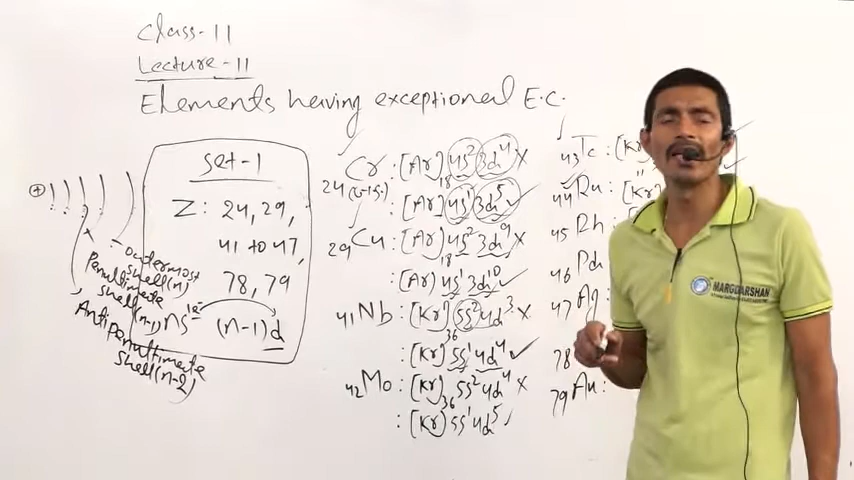 Class-11
Lecture-11
Elements having exceptional E.C.
Set-1
Z: 24, 29,
41 to 47,
78, 79
ns 1e⁻ (n-1)d
outermost
shell(n)
Penultimate
shell (n-1)
Antipenultimate
shell(n-2)
24Cr : [Ar]18 4s² 3d⁴ ×
: [Ar] 4s¹ 3d⁵ ✓
29Cu : [Ar]18 4s² 3d⁹ ×
: [Ar] 4s¹ 3d¹⁰ ✓
41Nb : [Kr]36 5s² 4d³ ×
: [Kr] 5s¹ 4d⁴ ✓
42Mo : [Kr]36 5s² 4d⁴ ×
: [Kr] 5s¹ 4d⁵ ✓
43Tc : [Kr
44Ru : [Kr
45Rh :
46Pd :
47Ag :
78
79Au :
MARGDARSHAN